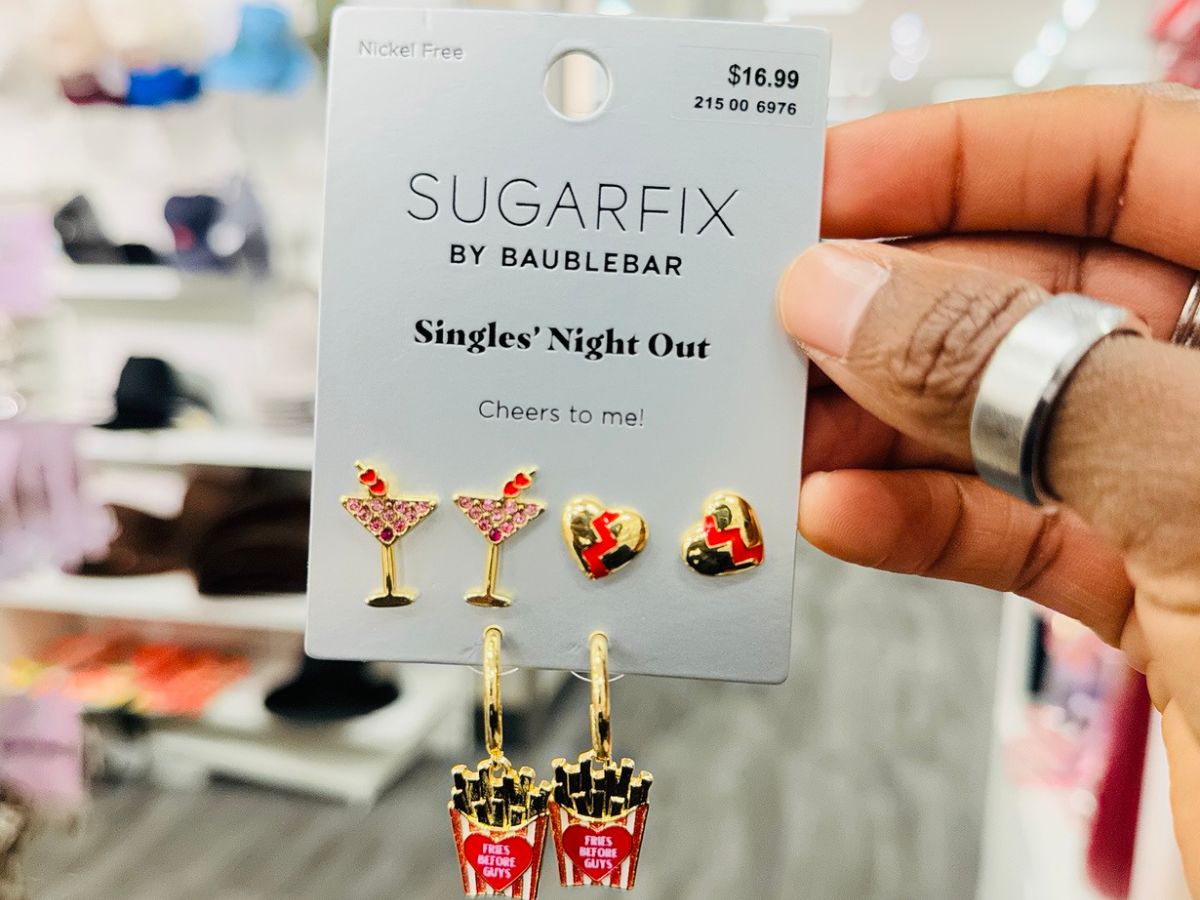 Nickel Free
$16.99
215 00 6976
SUGARFIX
BY BAUBLEBAR
Singles' Night Out
Cheers to me!
FRIES
BEFORE
GUYS
FRIES
BEFORE
GUYS